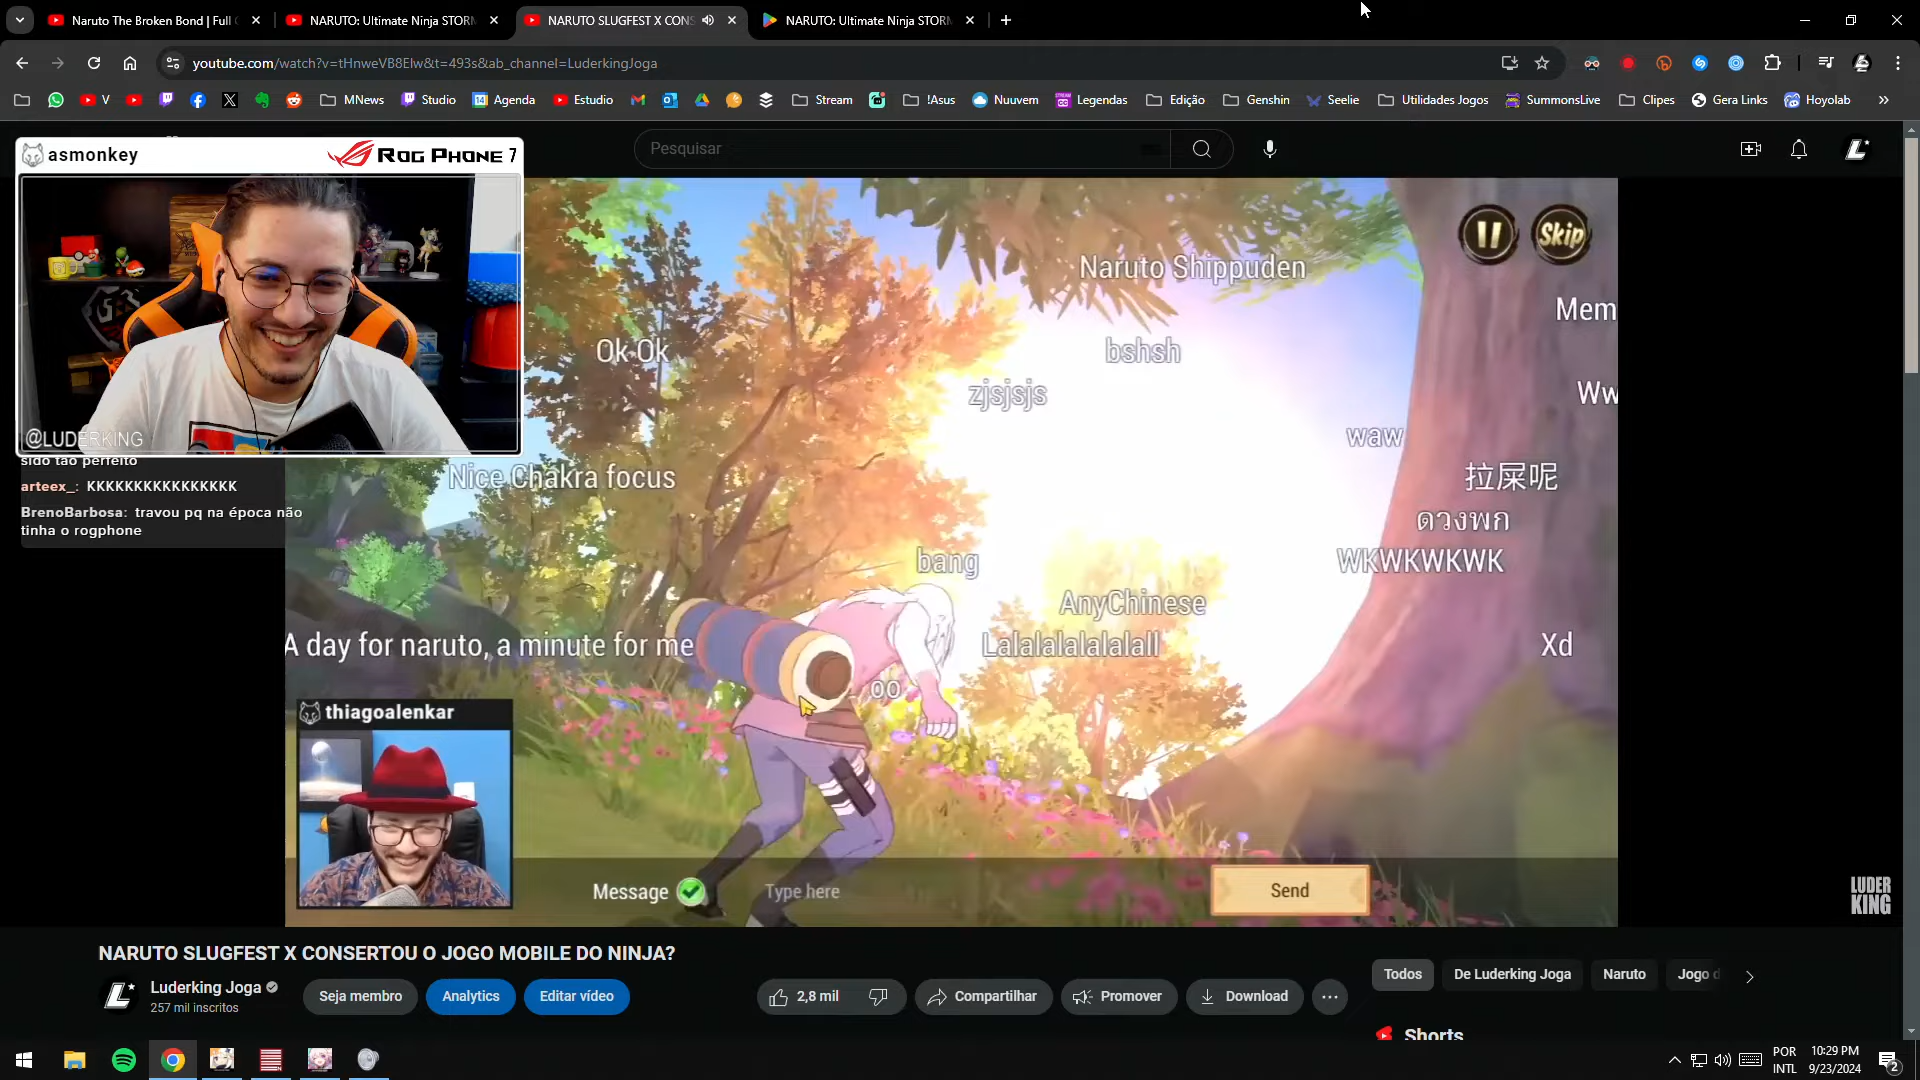 Naruto The Broken Bond | Full
NARUTO: Ultimate Ninja STORM
NARUTO SLUGFEST X CONS
NARUTO: Ultimate Ninja STORM
youtube.com/watch?v=tHnweVB8EIw&t=493s&ab_channel=LuderkingJoga
V
MNews
Studio
Agenda
Estudio
Stream
!Asus
Nuuvem
Legendas
Edição
Genshin
Seelie
Utilidades Jogos
SummonsLive
Clipes
Gera Links
Hoyolab
Pesquisar
asmonkey
ROG PHONE 7
@LUDERKING
sido tão perfeito
arteex_: KKKKKKKKKKKKKKKK
BrenoBarbosa: travou pq na época não
tinha o rogphone
Skip
Naruto Shippuden
Mem
Ok Ok
bshsh
zjsjsjs
Ww
waw
Nice Chakra focus
拉屎呢
ดวงพก
bang
WKWKWKWK
AnyChinese
A day for naruto, a minute for me
Lalalalalalalall
Xd
oo
thiagoalenkar
Message
Type here
Send
LUDER
KING
NARUTO SLUGFEST X CONSERTOU O JOGO MOBILE DO NINJA?
Luderking Joga
257 mil inscritos
Seja membro
Analytics
Editar vídeo
2,8 mil
Compartilhar
Promover
Download
Todos
De Luderking Joga
Naruto
Jogo d
Shorts
POR
INTL
10:29 PM
9/23/2024
2